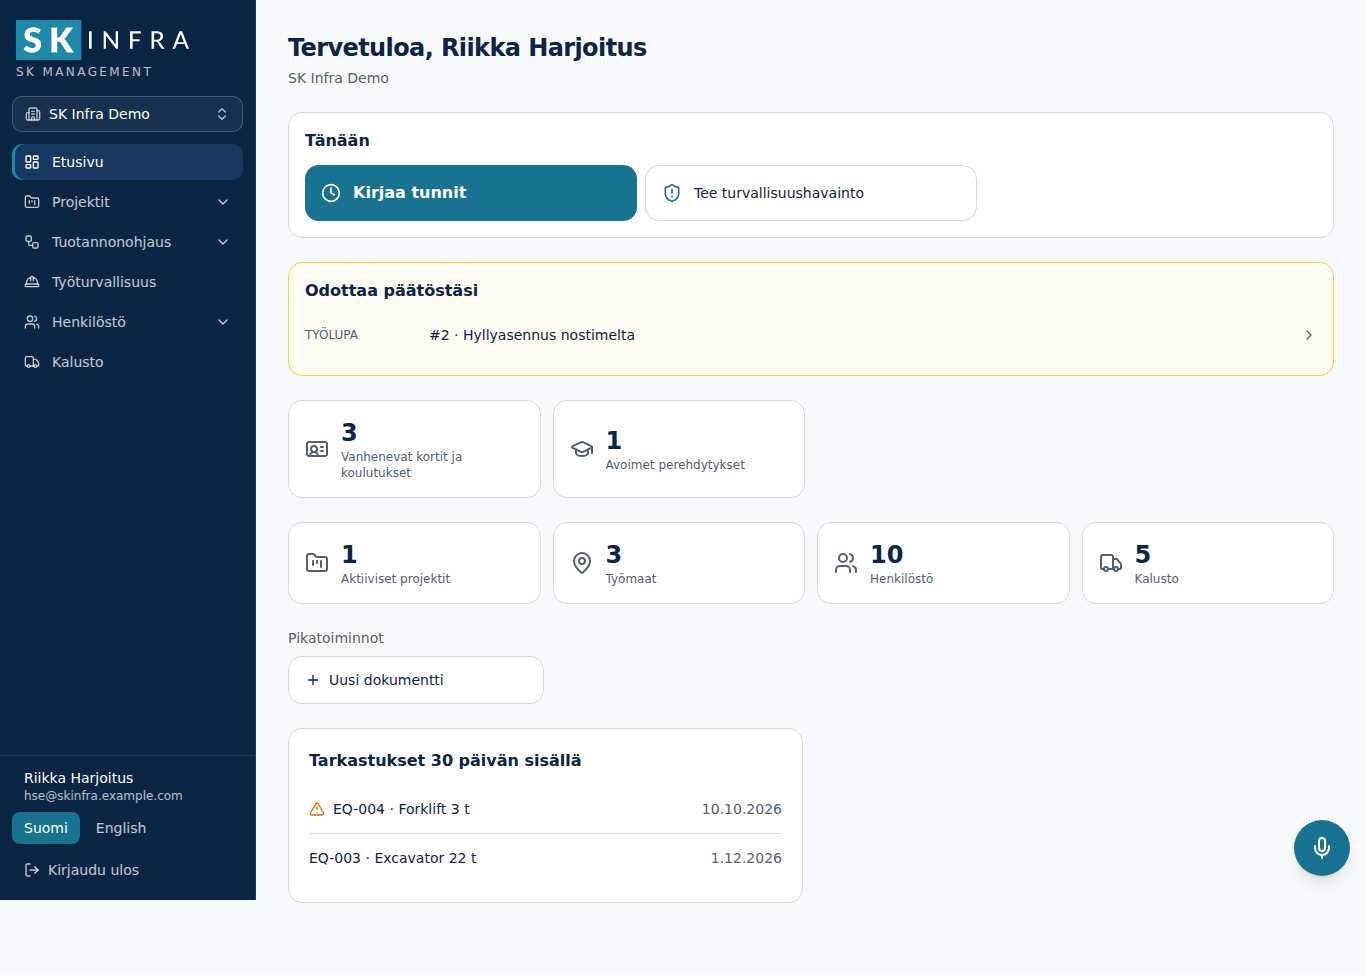 SK INFRA
SK MANAGEMENT
SK Infra Demo
Etusivu
Projektit
Tuotannonohjaus
Työturvallisuus
Henkilöstö
Kalusto
Riikka Harjoitus
hse@skinfra.example.com
Suomi English
Kirjaudu ulos
Tervetuloa, Riikka Harjoitus
SK Infra Demo
Tänään
Kirjaa tunnit
Tee turvallisuushavainto
Odottaa päätöstäsi
TYÖLUPA #2 · Hyllyasennus nostimelta
3
Vanhenevat kortit ja
koulutukset
1
Avoimet perehdytykset
1
Aktiiviset projektit
3
Työmaat
10
Henkilöstö
5
Kalusto
Pikatoiminnot
Uusi dokumentti
Tarkastukset 30 päivän sisällä
EQ-004 · Forklift 3 t 10.10.2026
EQ-003 · Excavator 22 t 1.12.2026